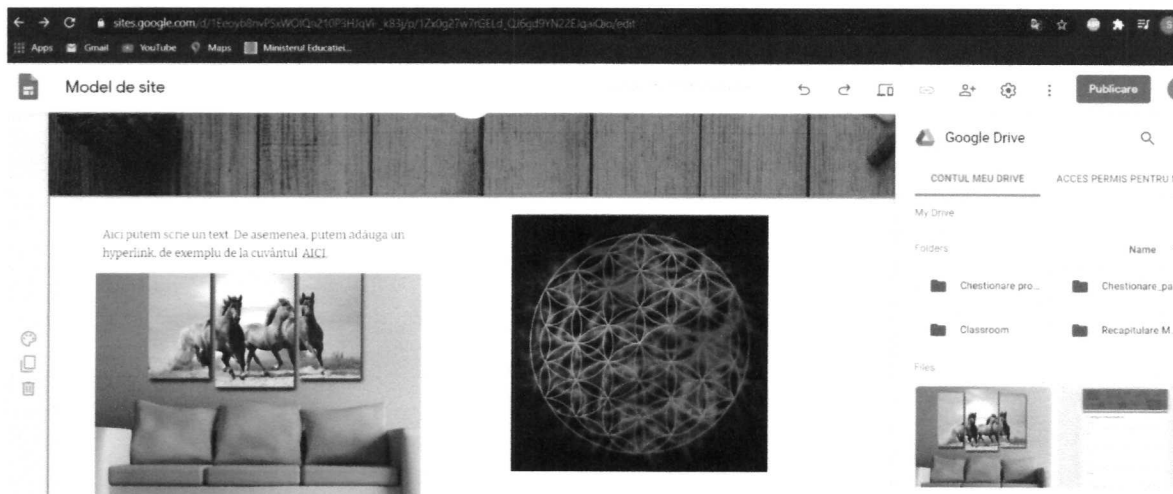 sites.google.com
Apps Gmail YouTube Maps Ministerul Educatiei...
Model de site
Publicare
Google Drive
CONTUL MEU DRIVE ACCES PERMIS PENTRU
My Drive
Folders Name
Chestionare pro... Chestionare_pa
Classroom Recapitulare M
Files
Aici putem scrie un text. De asemenea, putem adăuga un
hyperlink, de exemplu de la cuvântul AICI